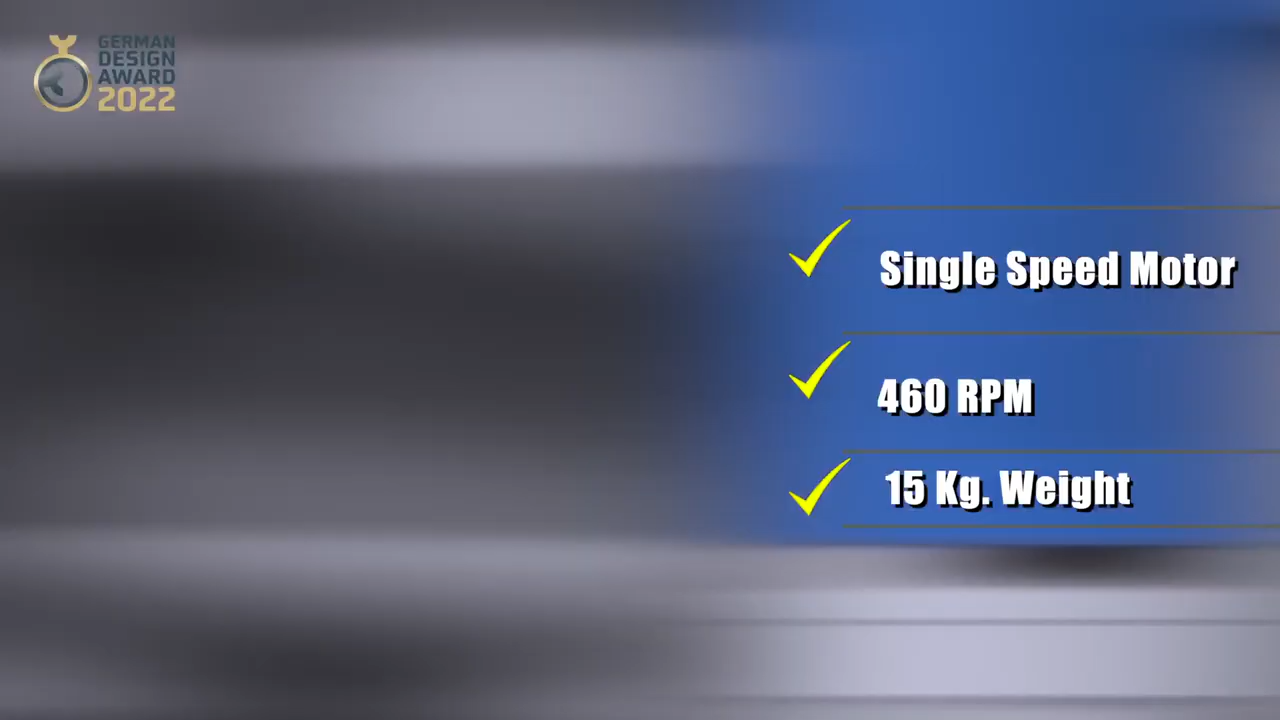 GERMAN
DESIGN
AWARD
2022
Single Speed Motor
460 RPM
15 Kg. Weight